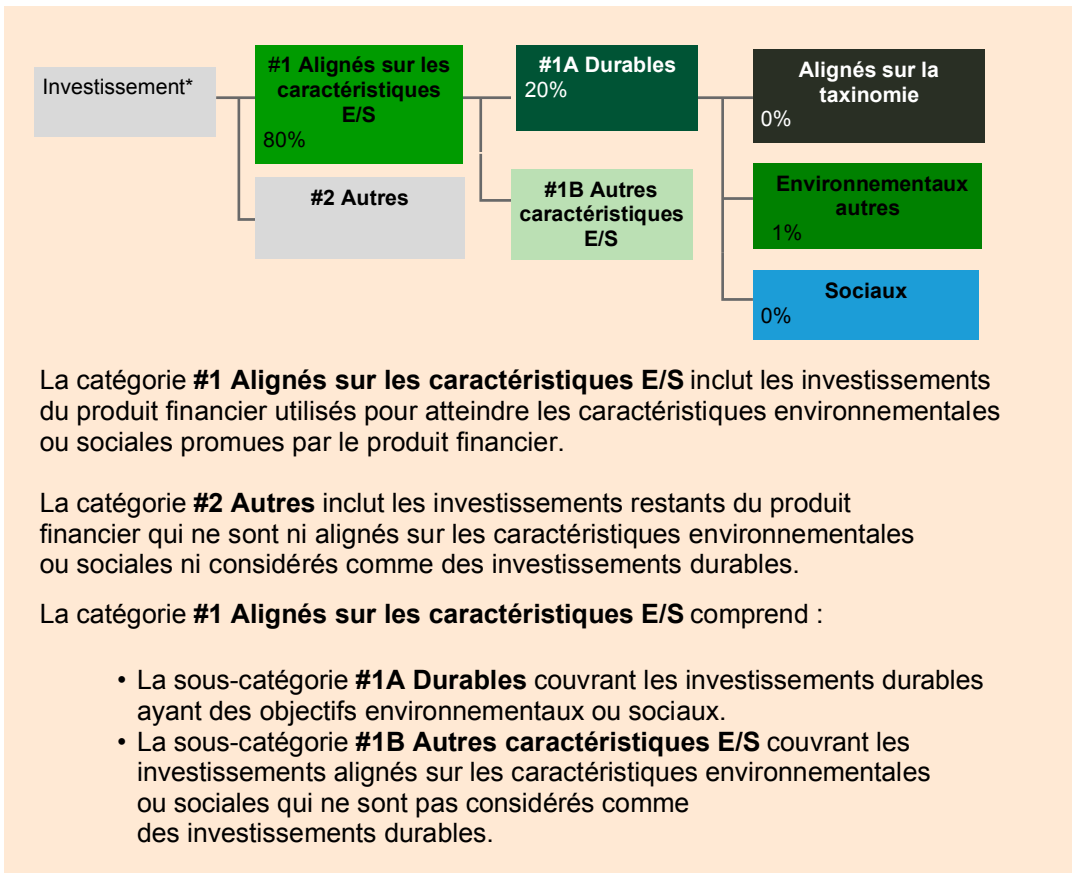 Investissement*
#1 Alignés sur les
caractéristiques
E/S
80%
#2 Autres
#1A Durables
20%
#1B Autres
caractéristiques
E/S
Alignés sur la
taxinomie
0%
Environnementaux
autres
1%
Sociaux
0%
La catégorie #1 Alignés sur les caractéristiques E/S inclut les investissements
du produit financier utilisés pour atteindre les caractéristiques environnementales
ou sociales promues par le produit financier.
La catégorie #2 Autres inclut les investissements restants du produit
financier qui ne sont ni alignés sur les caractéristiques environnementales
ou sociales ni considérés comme des investissements durables.
La catégorie #1 Alignés sur les caractéristiques E/S comprend :
• La sous-catégorie #1A Durables couvrant les investissements durables
ayant des objectifs environnementaux ou sociaux.
• La sous-catégorie #1B Autres caractéristiques E/S couvrant les
investissements alignés sur les caractéristiques environnementales
ou sociales qui ne sont pas considérés comme
des investissements durables.